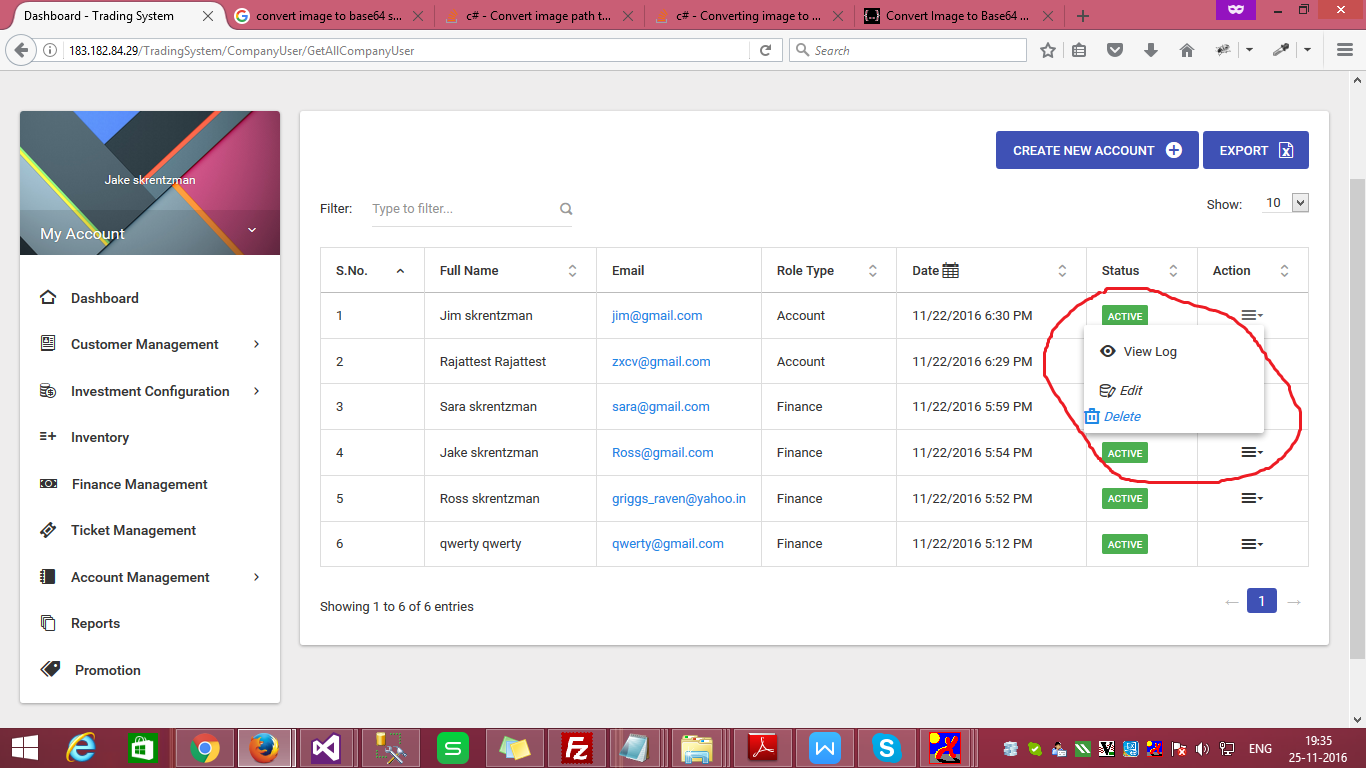 Dashboard - Trading System
convert image to base64 s...
c# - Convert image path t...
c# - Converting image to ...
Convert Image to Base64 ...
183.182.84.29/TradingSystem/CompanyUser/GetAllCompanyUser
Search
Jake skrentzman
My Account
Dashboard
Customer Management
Investment Configuration
Inventory
Finance Management
Ticket Management
Account Management
Reports
Promotion
CREATE NEW ACCOUNT
EXPORT
Filter: Type to filter...
Show: 10
S.No. Full Name Email Role Type Date Status Action
1 Jim skrentzman jim@gmail.com Account 11/22/2016 6:30 PM ACTIVE
2 Rajattest Rajattest zxcv@gmail.com Account 11/22/2016 6:29 PM
3 Sara skrentzman sara@gmail.com Finance 11/22/2016 5:59 PM
View Log
Edit
Delete
4 Jake skrentzman Ross@gmail.com Finance 11/22/2016 5:54 PM ACTIVE
5 Ross skrentzman griggs_raven@yahoo.in Finance 11/22/2016 5:52 PM ACTIVE
6 qwerty qwerty qwerty@gmail.com Finance 11/22/2016 5:12 PM ACTIVE
Showing 1 to 6 of 6 entries
← 1 →
ENG
19:35
25-11-2016